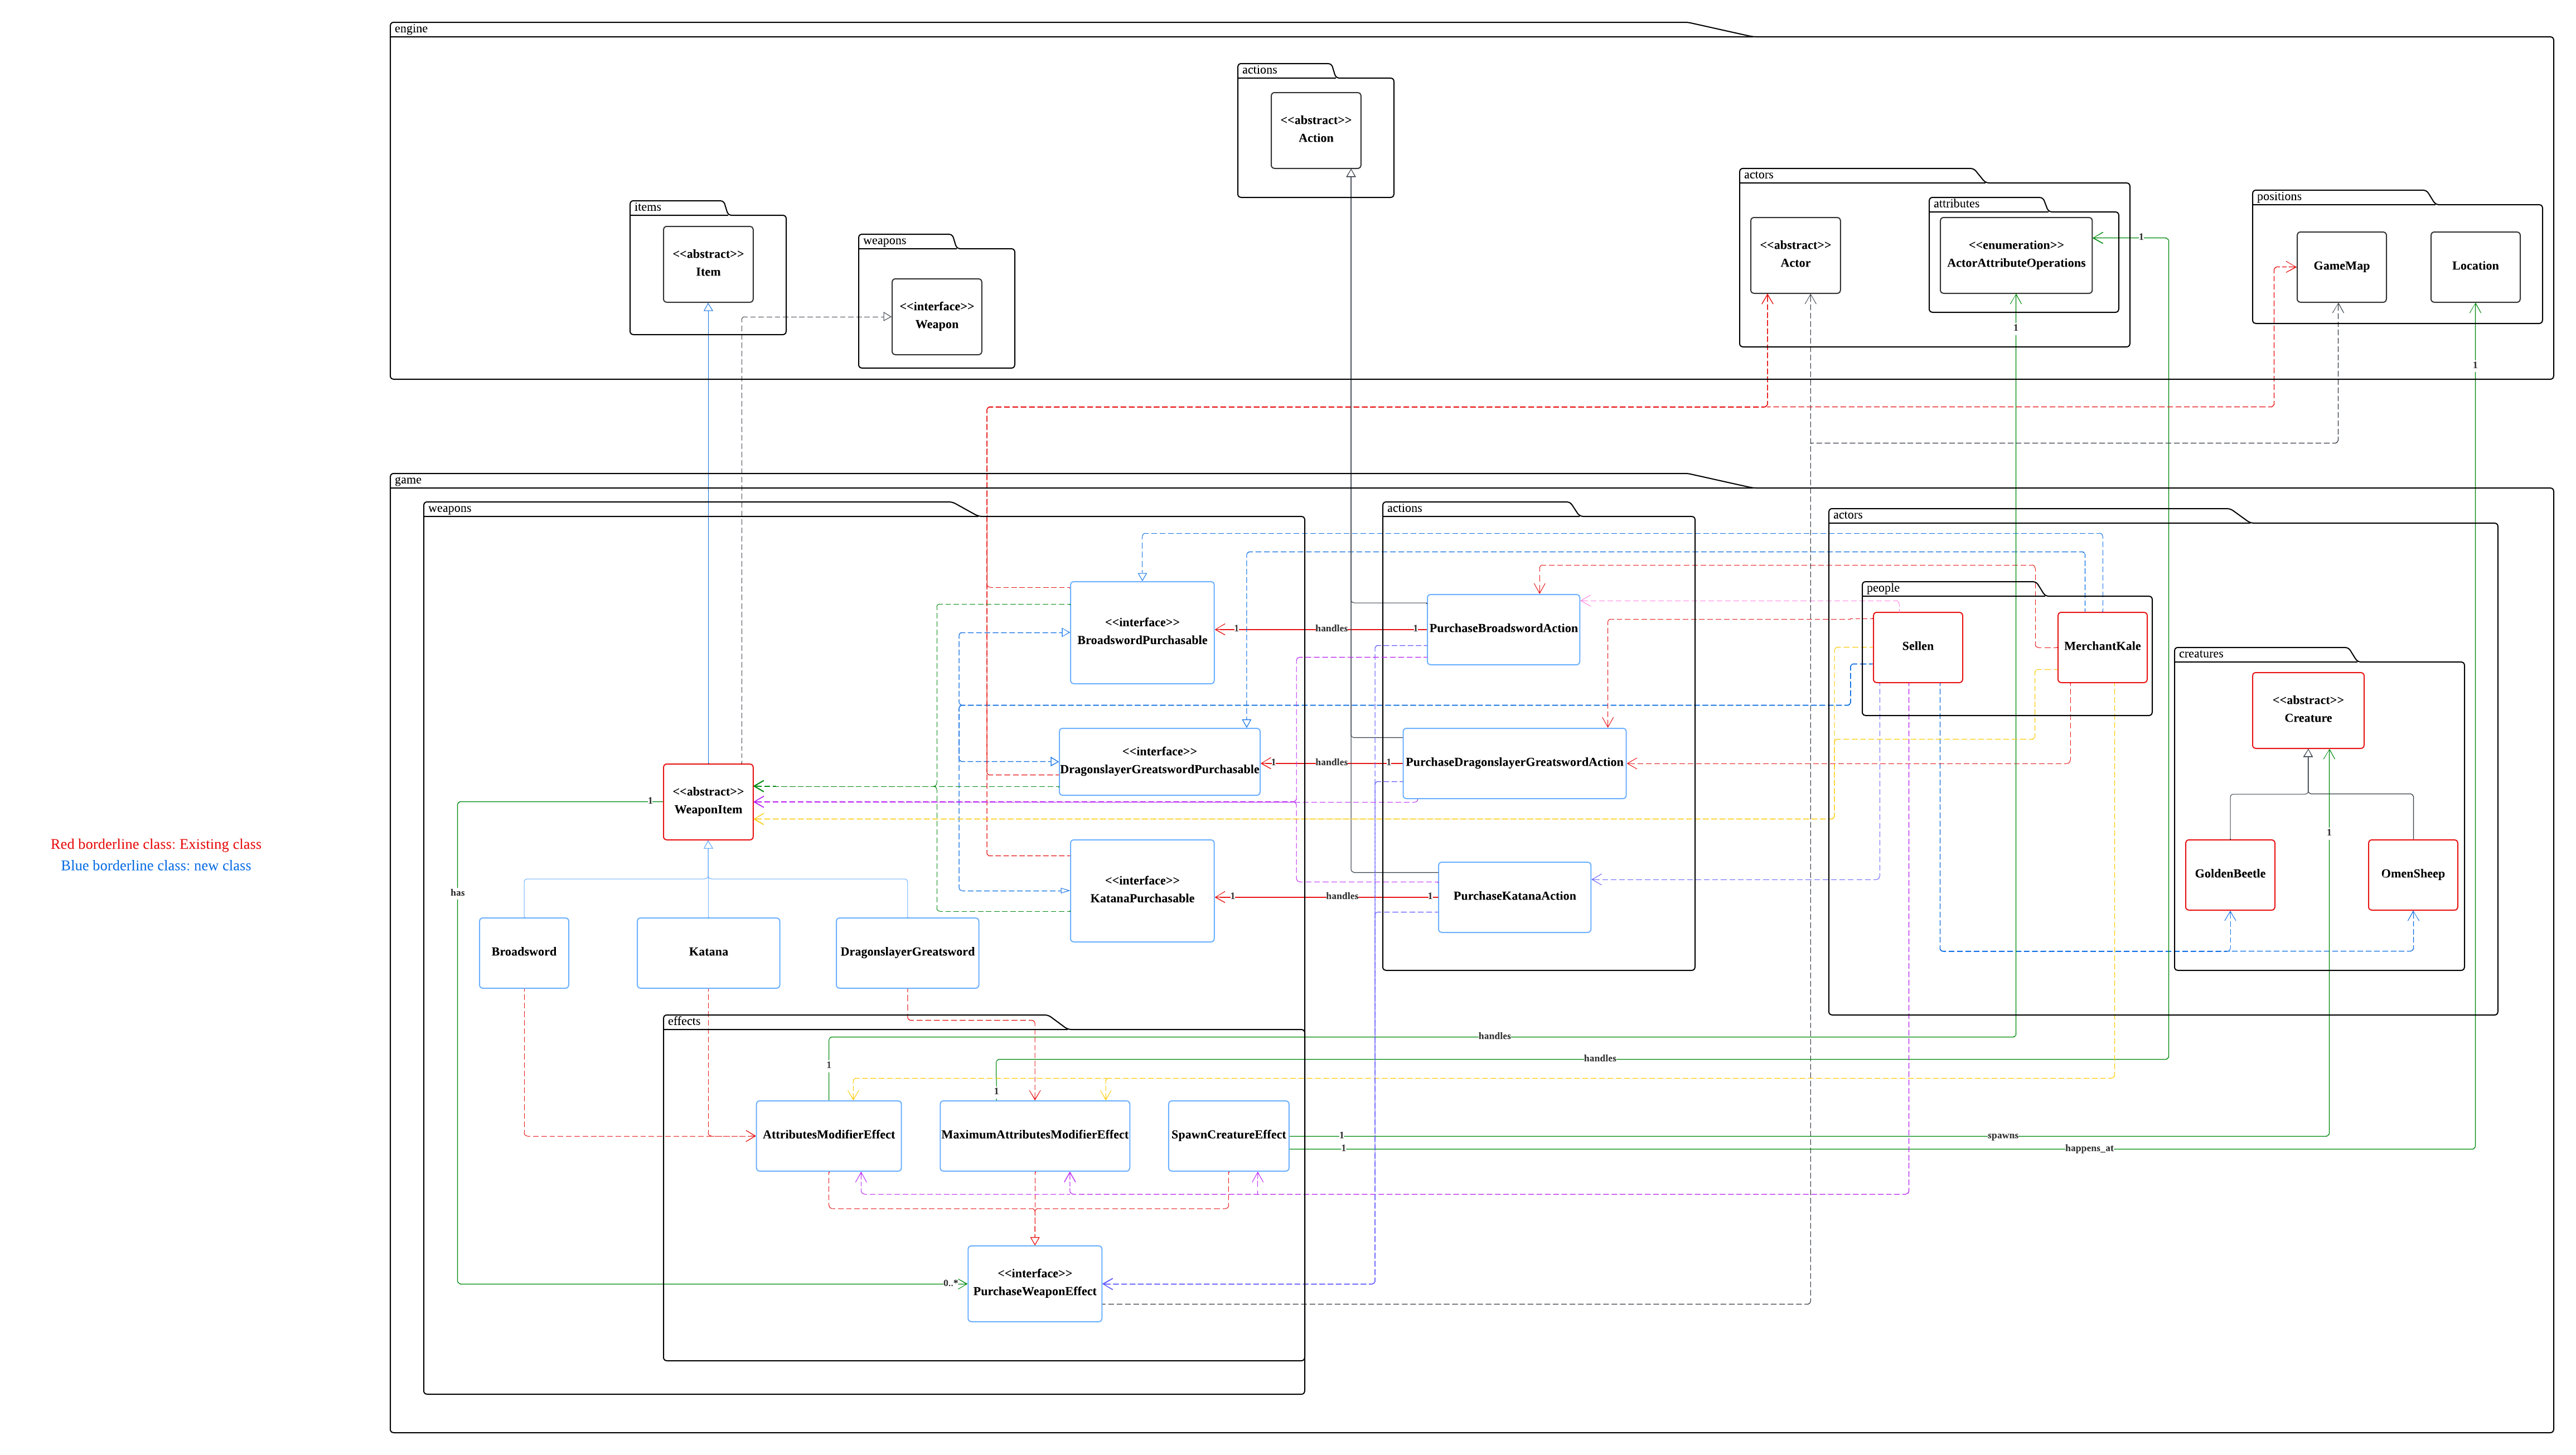 engine
actions
<<abstract>>
Action
actors
attributes
<<abstract>>
Actor
<<enumeration>>
ActorAttributeOperations
1
1
positions
GameMap
Location
1
items
<<abstract>>
Item
weapons
<<interface>>
Weapon
game
weapons
actions
actors
people
Sellen
MerchantKale
creatures
<<abstract>>
Creature
1
GoldenBeetle
OmenSheep
<<interface>>
BroadswordPurchasable
1
handles
1
PurchaseBroadswordAction
<<interface>>
DragonslayerGreatswordPurchasable
1
handles
1
PurchaseDragonslayerGreatswordAction
<<abstract>>
WeaponItem
1
has
<<interface>>
KatanaPurchasable
1
handles
1
PurchaseKatanaAction
Red borderline class: Existing class
Blue borderline class: new class
Broadsword
Katana
DragonslayerGreatsword
effects
handles
handles
1
1
AttributesModifierEffect
MaximumAttributesModifierEffect
SpawnCreatureEffect
1
spawns
1
happens_at
0..*
<<interface>>
PurchaseWeaponEffect